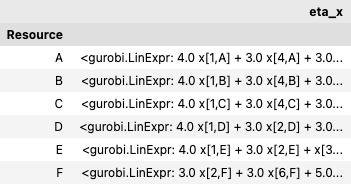 eta_x
Resource
A <gurobi.LinExpr: 4.0 x[1,A] + 3.0 x[4,A] + 3.0...
B <gurobi.LinExpr: 4.0 x[1,B] + 3.0 x[4,B] + 3.0...
C <gurobi.LinExpr: 4.0 x[1,C] + 3.0 x[4,C] + 3.0...
D <gurobi.LinExpr: 4.0 x[1,D] + 3.0 x[2,D] + 3.0...
E <gurobi.LinExpr: 4.0 x[1,E] + 3.0 x[2,E] + x[3...
F <gurobi.LinExpr: 3.0 x[2,F] + 3.0 x[6,F] + 5.0...